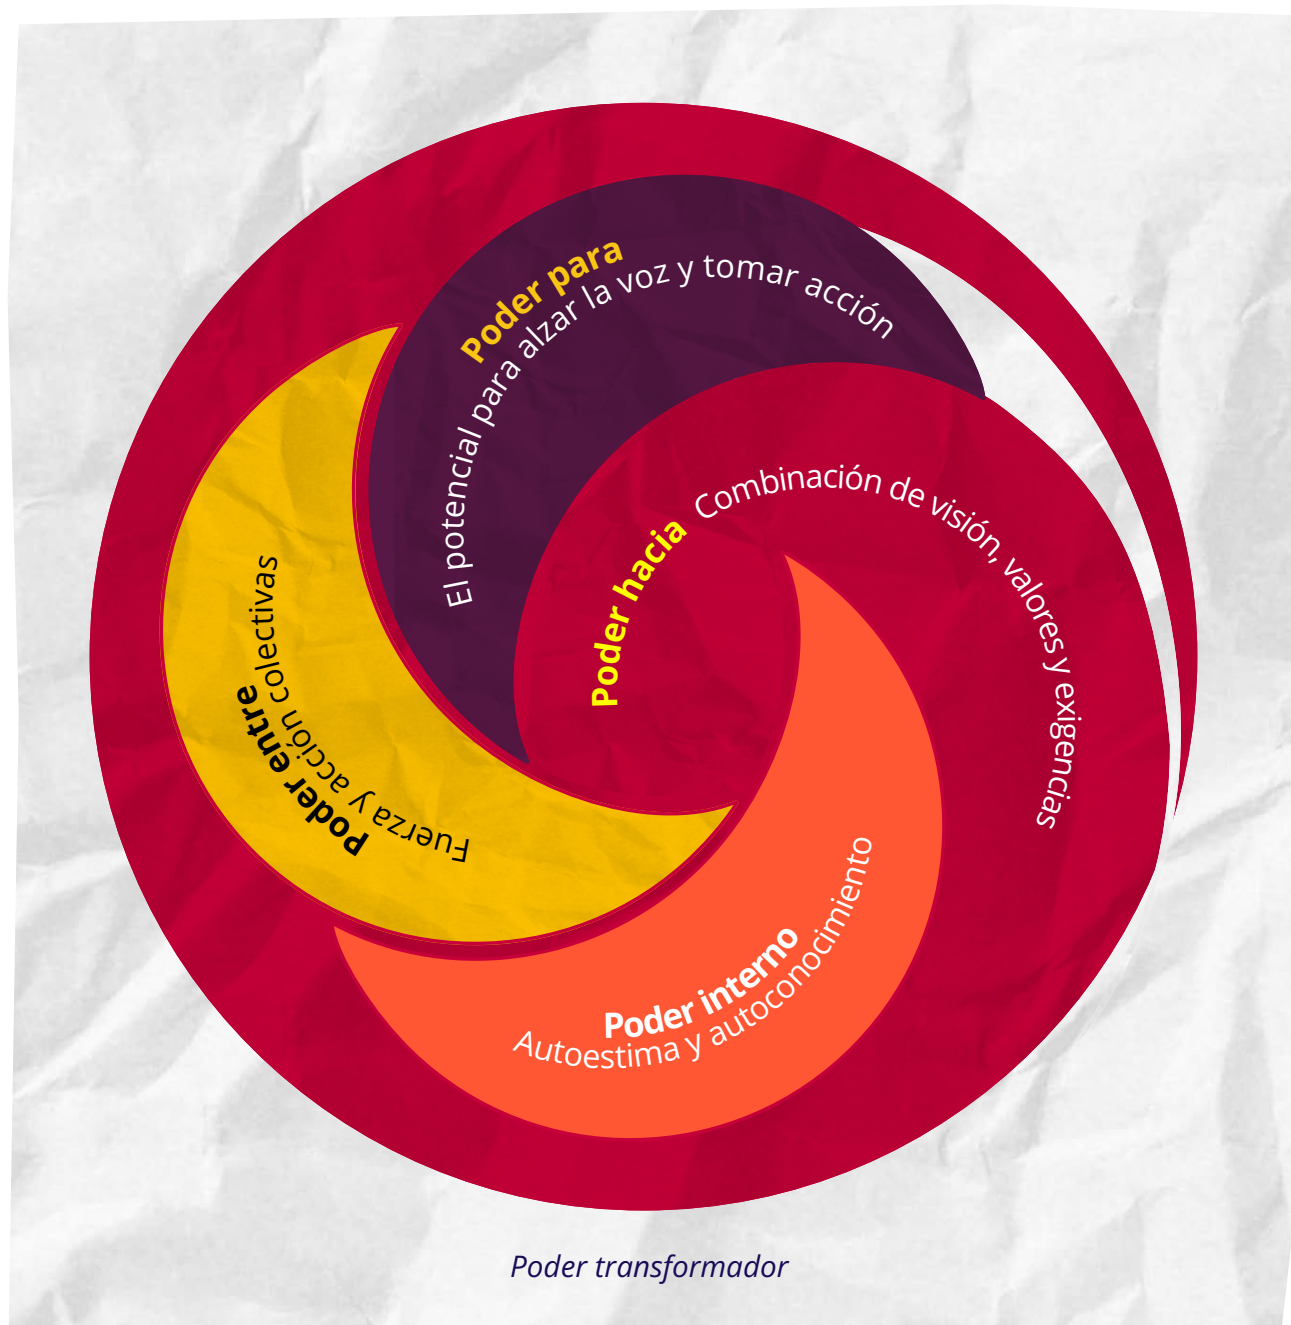 Poder para
El potencial para alzar la voz y tomar acción
Poder hacia
Combinación de visión, valores y exigencias
Poder entre
Fuerza y acción colectivas
Poder interno
Autoestima y autoconocimiento
Poder transformador